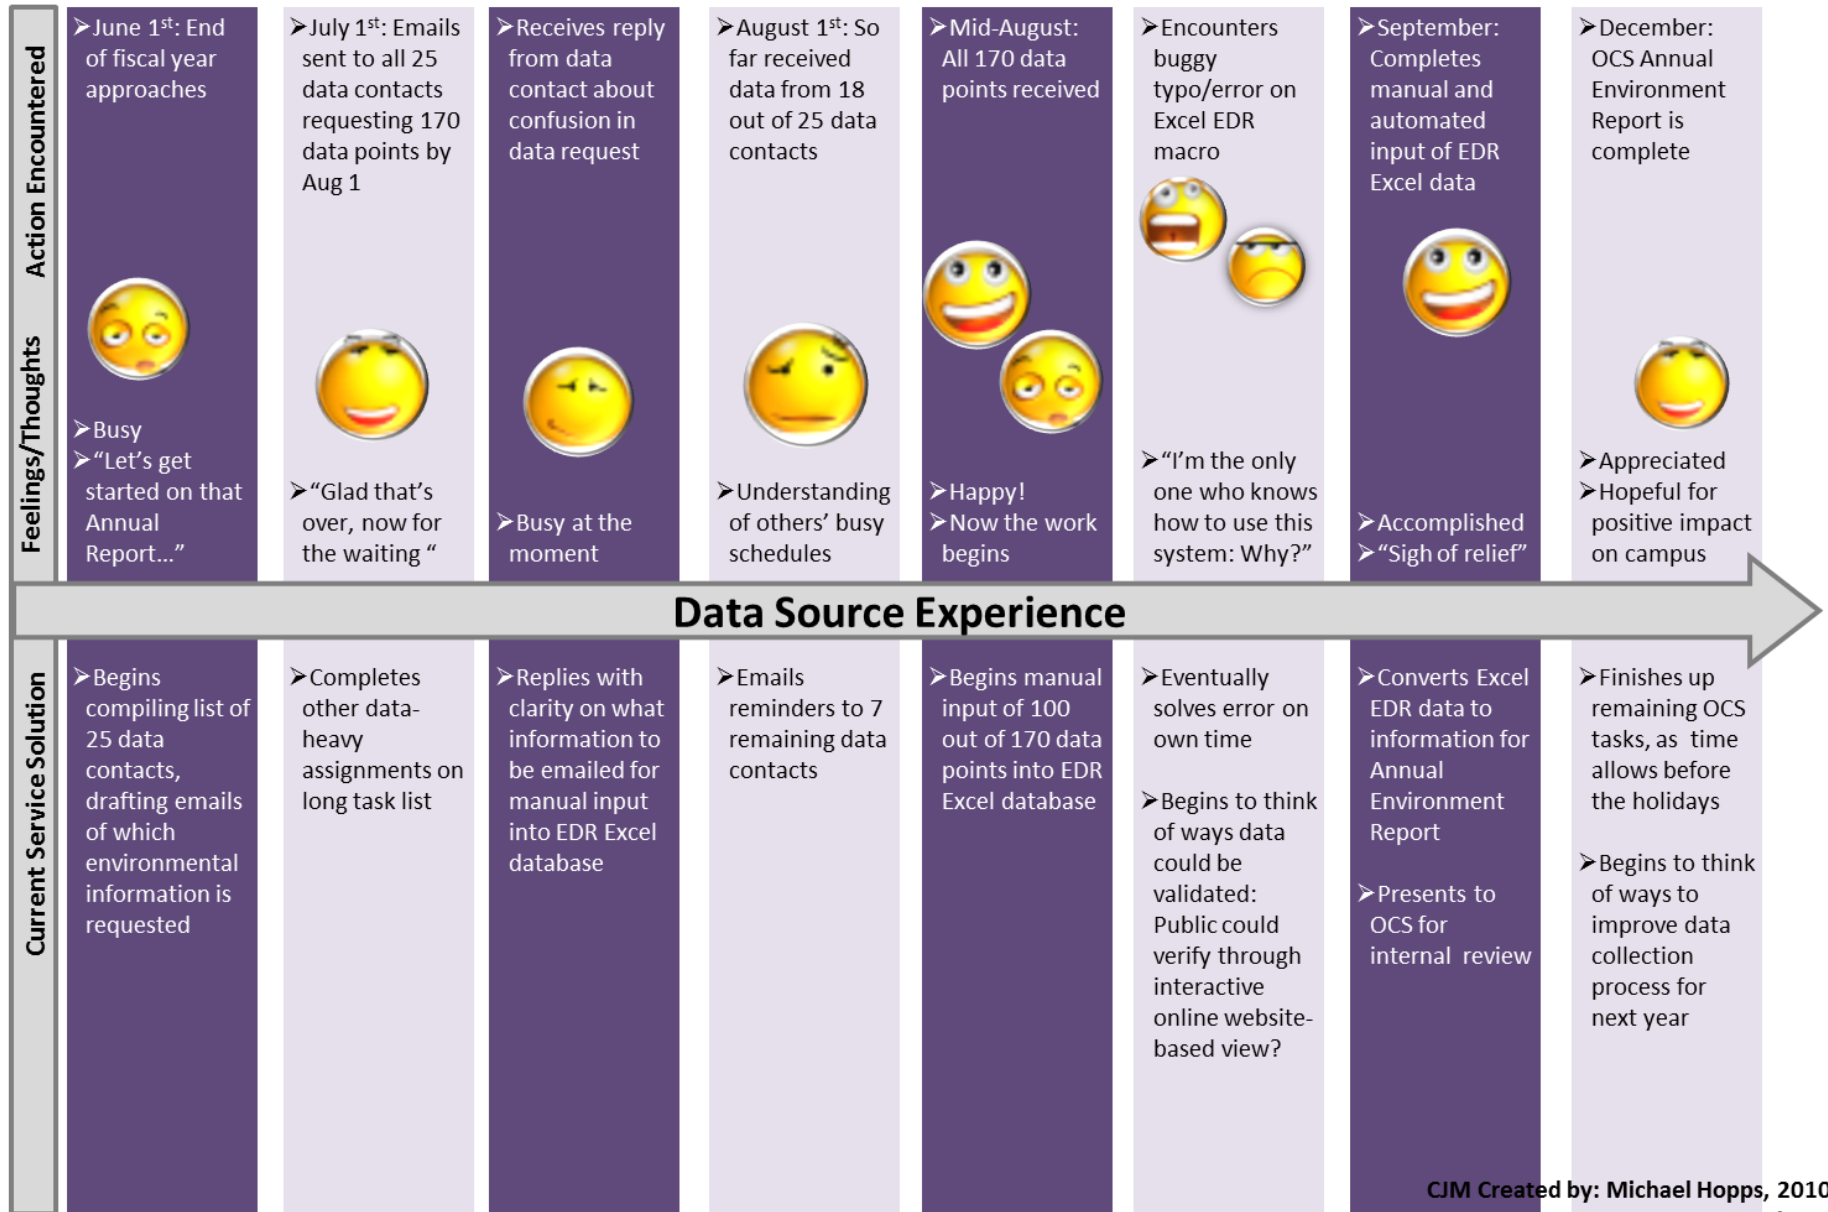 Action Encountered
➢June 1st: End
of fiscal year
approaches
➢July 1st: Emails
sent to all 25
data contacts
requesting 170
data points by
Aug 1
➢Receives reply
from data
contact about
confusion in
data request
➢August 1st: So
far received
data from 18
out of 25 data
contacts
➢Mid-August:
All 170 data
points received
➢Encounters
buggy
typo/error on
Excel EDR
macro
➢September:
Completes
manual and
automated
input of EDR
Excel data
➢December:
OCS Annual
Environment
Report is
complete
Feelings/Thoughts
➢Busy
➢“Let’s get
started on that
Annual
Report...”
➢“Glad that’s
over, now for
the waiting “
➢Busy at the
moment
➢Understanding
of others’ busy
schedules
➢Happy!
➢Now the work
begins
➢“I’m the only
one who knows
how to use this
system: Why?”
➢Accomplished
➢“Sigh of relief”
➢Appreciated
➢Hopeful for
positive impact
on campus
Data Source Experience
Current Service Solution
➢Begins
compiling list of
25 data
contacts,
drafting emails
of which
environmental
information is
requested
➢Completes
other data-
heavy
assignments on
long task list
➢Replies with
clarity on what
information to
be emailed for
manual input
into EDR Excel
database
➢Emails
reminders to 7
remaining data
contacts
➢Begins manual
input of 100
out of 170 data
points into EDR
Excel database
➢Eventually
solves error on
own time
➢Begins to think
of ways data
could be
validated:
Public could
verify through
interactive
online website-
based view?
➢Converts Excel
EDR data to
information for
Annual
Environment
Report
➢Presents to
OCS for
internal review
➢Finishes up
remaining OCS
tasks, as time
allows before
the holidays
➢Begins to think
of ways to
improve data
collection
process for
next year
CJM Created by: Michael Hopps, 2010